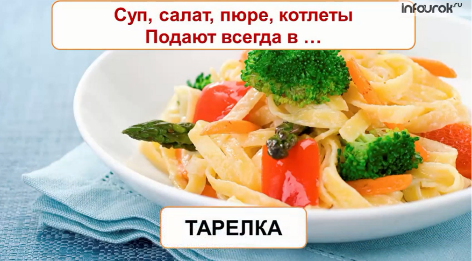 Суп, салат, пюре, котлеты
Подают всегда в …
infourok.ru
ТАРЕЛКА